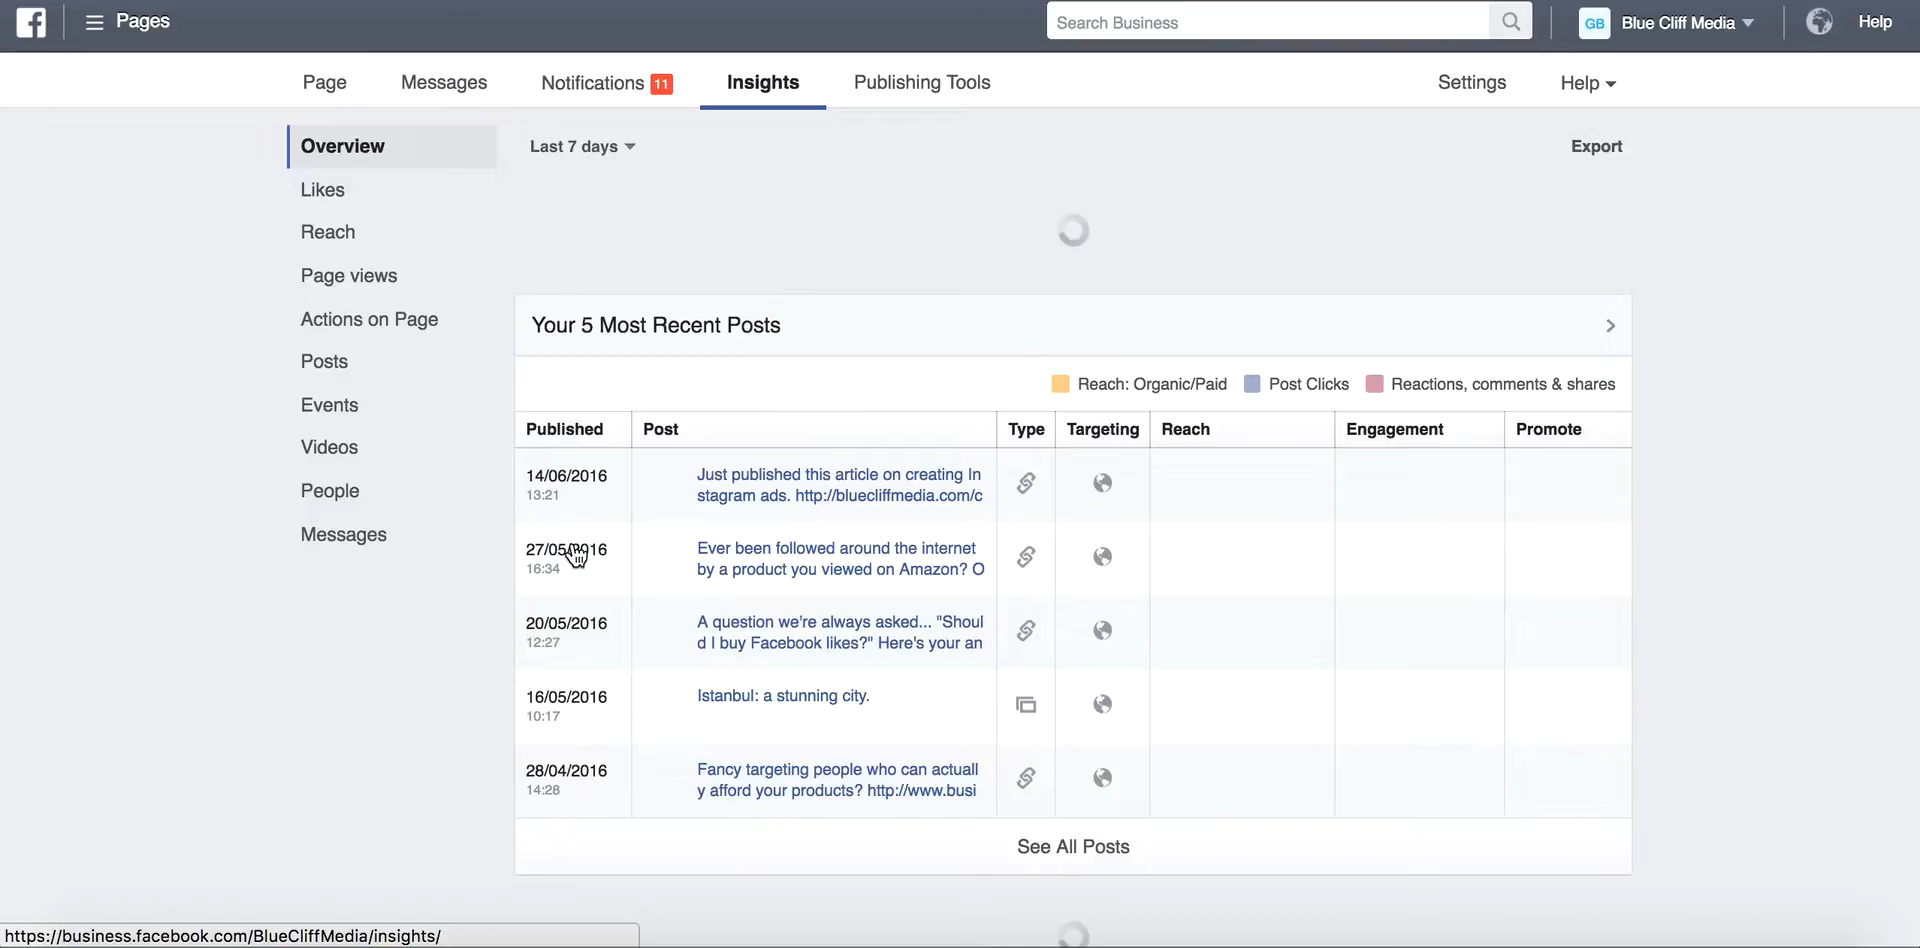 Pages
Search Business
GB Blue Cliff Media
Help
Page Messages Notifications 11 Insights Publishing Tools Settings Help
Overview
Likes
Reach
Page views
Actions on Page
Posts
Events
Videos
People
Messages
Last 7 days
Export
Your 5 Most Recent Posts
Reach: Organic/Paid Post Clicks Reactions, comments & shares
Published Post Type Targeting Reach Engagement Promote
14/06/2016
13:21
Just published this article on creating In
stagram ads. http://bluecliffmedia.com/c
27/05/2016
16:34
Ever been followed around the internet
by a product you viewed on Amazon? O
20/05/2016
12:27
A question we're always asked... "Shoul
d I buy Facebook likes?" Here's your an
16/05/2016
10:17
Istanbul: a stunning city.
28/04/2016
14:28
Fancy targeting people who can actuall
y afford your products? http://www.busi
See All Posts
https://business.facebook.com/BlueCliffMedia/insights/